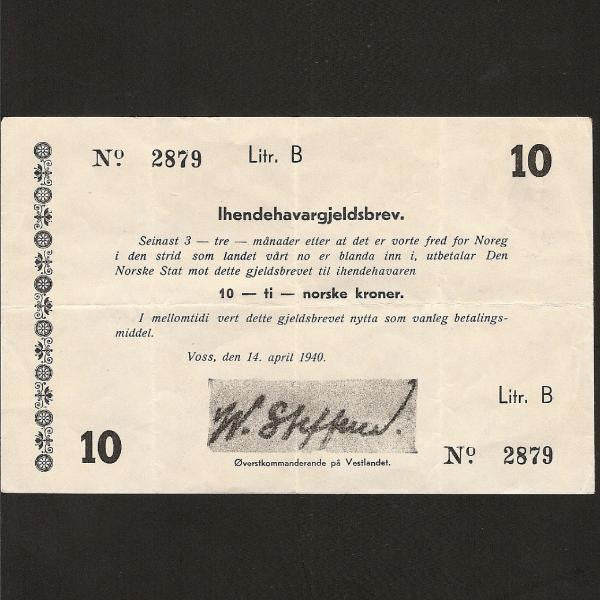 Nº 2879 Litr. B 10
Ihendehavargjeldsbrev.
Seinast 3 — tre — månader etter at det er vorte fred for Noreg
i den strid som landet vårt no er blanda inn i, utbetalar Den
Norske Stat mot dette gjeldsbrevet til ihendehavaren
10 — ti — norske kroner.
I mellomtidi vert dette gjeldsbrevet nytta som vanleg betalings-
middel.
Voss, den 14. april 1940.
W. Steffens.
Litr. B
Øverstkommanderande på Vestlandet.
10 Nº 2879